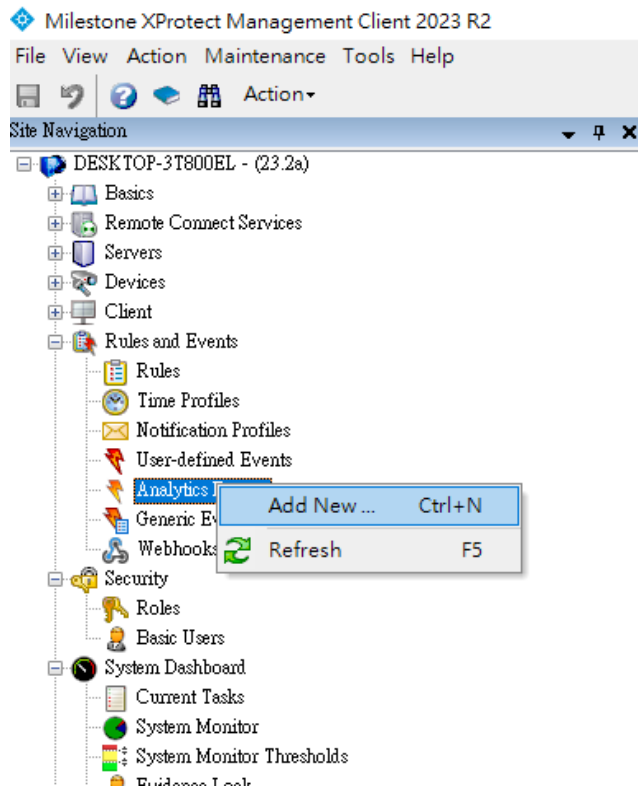 Milestone XProtect Management Client 2023 R2
File View Action Maintenance Tools Help
Action
Site Navigation
DESKTOP-3T800EL - (23.2a)
Basics
Remote Connect Services
Servers
Devices
Client
Rules and Events
Rules
Time Profiles
Notification Profiles
User-defined Events
Analytics
Add New ... Ctrl+N
Generic
Webhooks
Refresh F5
Security
Roles
Basic Users
System Dashboard
Current Tasks
System Monitor
System Monitor Thresholds
Evidence Lock